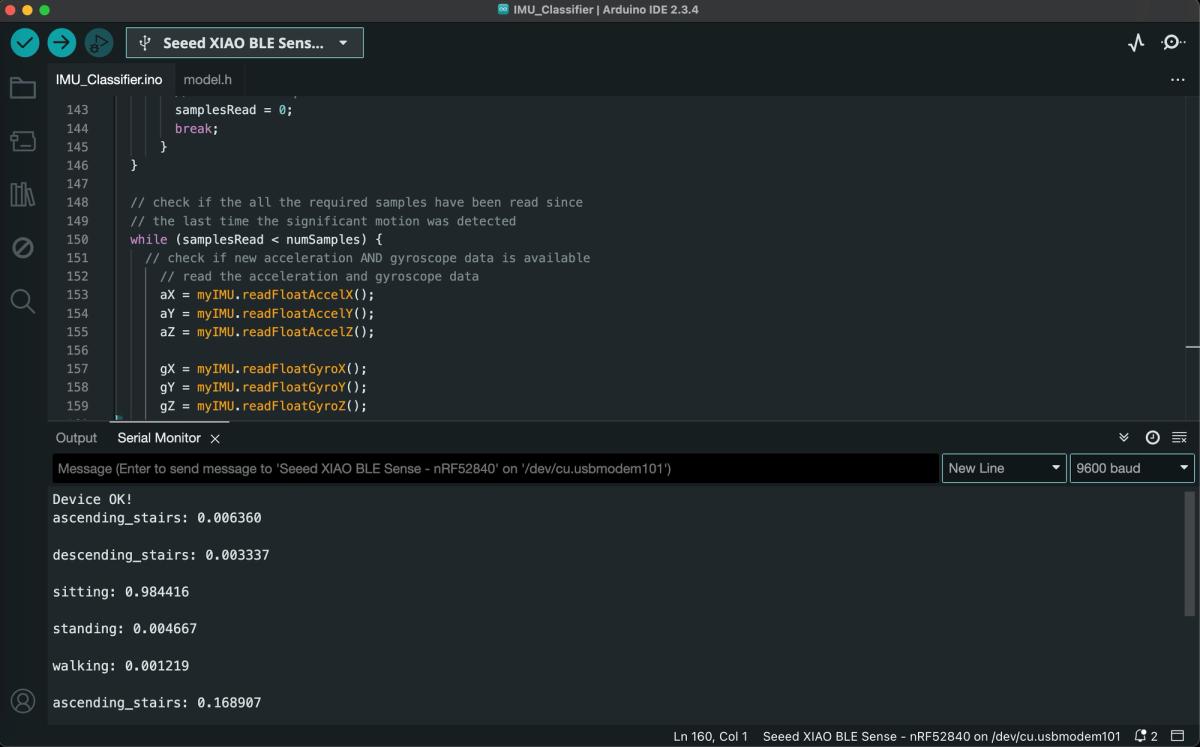 IMU_Classifier | Arduino IDE 2.3.4
Seeed XIAO BLE Sens...
IMU_Classifier.ino model.h
143 samplesRead = 0;
144 break;
145 }
146 }
147
148 // check if the all the required samples have been read since
149 // the last time the significant motion was detected
150 while (samplesRead < numSamples) {
151 // check if new acceleration AND gyroscope data is available
152 // read the acceleration and gyroscope data
153 aX = myIMU.readFloatAccelX();
154 aY = myIMU.readFloatAccelY();
155 aZ = myIMU.readFloatAccelZ();
156
157 gX = myIMU.readFloatGyroX();
158 gY = myIMU.readFloatGyroY();
159 gZ = myIMU.readFloatGyroZ();
Output Serial Monitor
Message (Enter to send message to 'Seeed XIAO BLE Sense - nRF52840' on '/dev/cu.usbmodem101') New Line 9600 baud
Device OK!
ascending_stairs: 0.006360
descending_stairs: 0.003337
sitting: 0.984416
standing: 0.004667
walking: 0.001219
ascending_stairs: 0.168907
Ln 160, Col 1 Seeed XIAO BLE Sense - nRF52840 on /dev/cu.usbmodem101 2